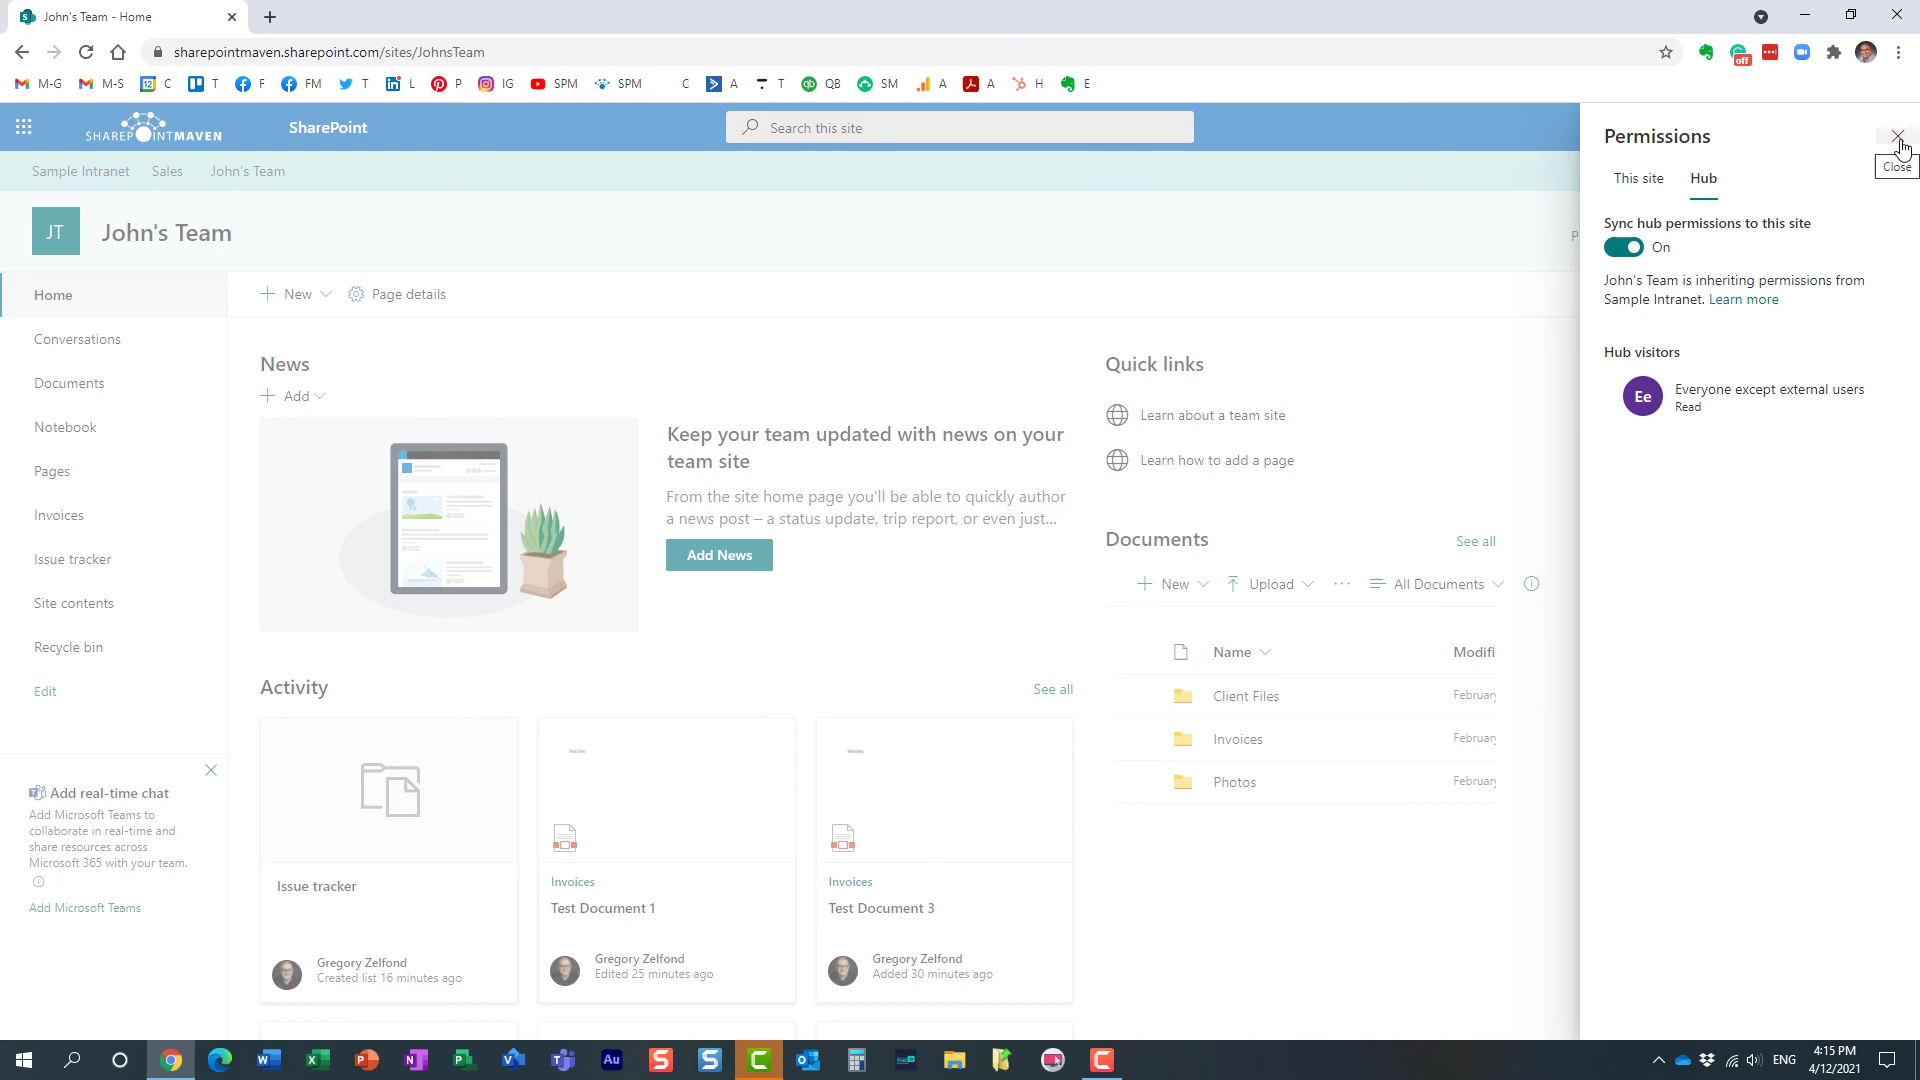 John's Team - Home
sharepointmaven.sharepoint.com/sites/JohnsTeam
off
M-G M-S C T F FM T L P IG SPM SPM C A T QB SM A A H E
SHAREPOINTMAVEN
SharePoint
Search this site
Sample Intranet Sales John's Team
JT
John's Team
P
Home
Conversations
Documents
Notebook
Pages
Invoices
Issue tracker
Site contents
Recycle bin
Edit
Add real-time chat
Add Microsoft Teams to
collaborate in real-time and
share resources across
Microsoft 365 with your team.
Add Microsoft Teams
New Page details
News
Add
Keep your team updated with news on your
team site
From the site home page you'll be able to quickly author
a news post – a status update, trip report, or even just...
Add News
Activity
See all
Issue tracker
Gregory Zelfond
Created list 16 minutes ago
Invoices
Test Document 1
Gregory Zelfond
Edited 25 minutes ago
Invoices
Test Document 3
Gregory Zelfond
Added 30 minutes ago
Quick links
Learn about a team site
Learn how to add a page
Documents
See all
New Upload ··· All Documents
Name Modifi
Client Files February
Invoices February
Photos February
Permissions
Close
This site Hub
Sync hub permissions to this site
On
John's Team is inheriting permissions from
Sample Intranet. Learn more
Hub visitors
Ee
Everyone except external users
Read
Au
ENG
4:15 PM
4/12/2021